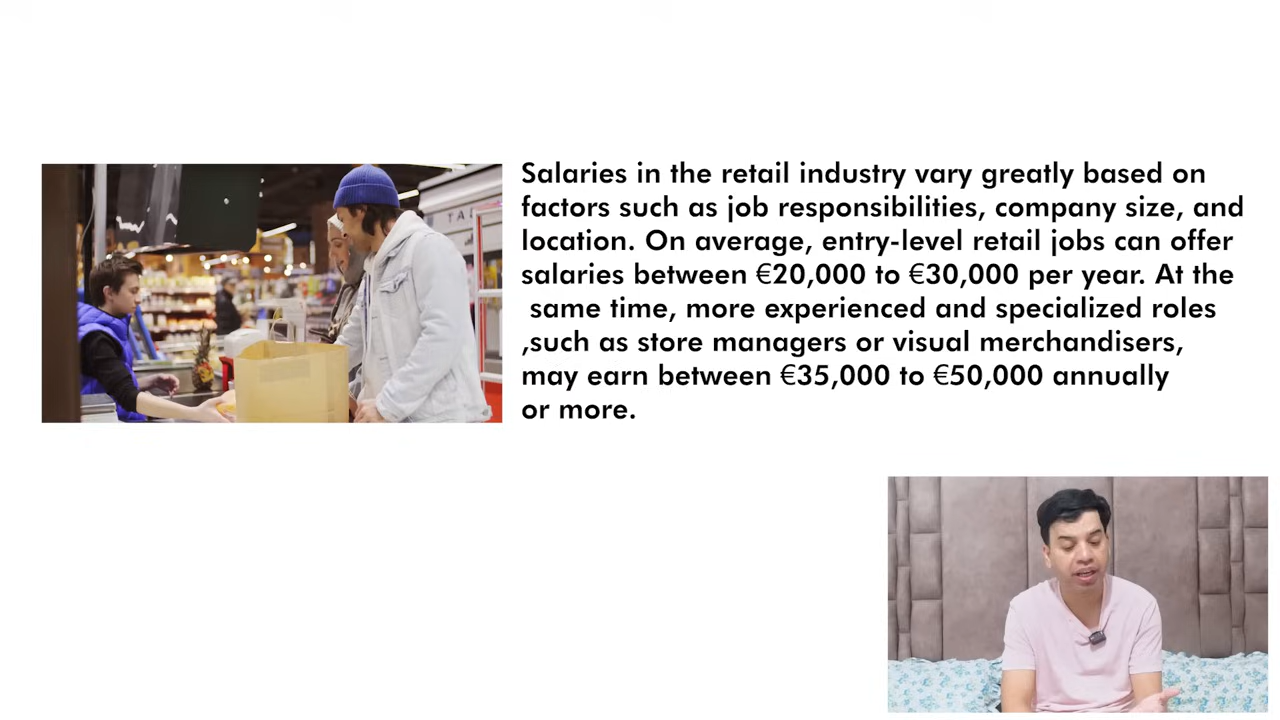 Salaries in the retail industry vary greatly based on
factors such as job responsibilities, company size, and
location. On average, entry-level retail jobs can offer
salaries between €20,000 to €30,000 per year. At the
same time, more experienced and specialized roles
,such as store managers or visual merchandisers,
may earn between €35,000 to €50,000 annually
or more.